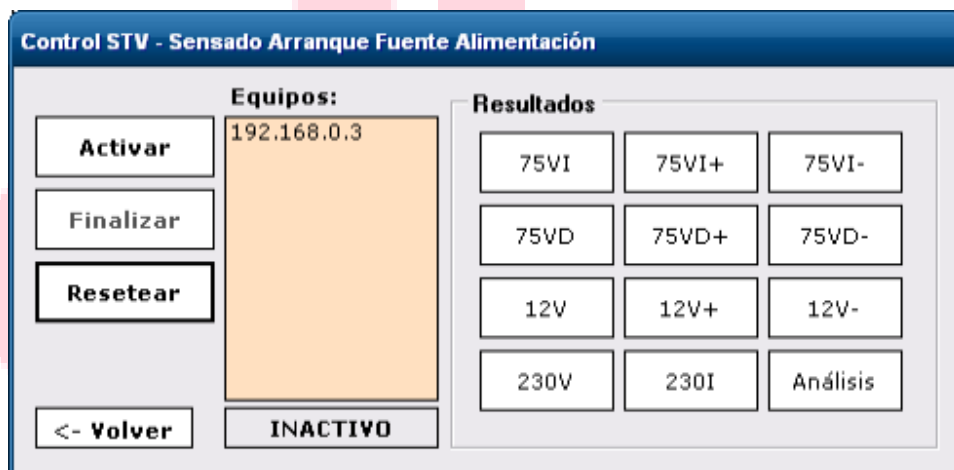 Control STV - Sensado Arranque Fuente Alimentación
Equipos:
192.168.0.3
Activar
Finalizar
Resetear
<- Volver
INACTIVO
Resultados
75VI 75VI+ 75VI-
75VD 75VD+ 75VD-
12V 12V+ 12V-
230V 230I Análisis